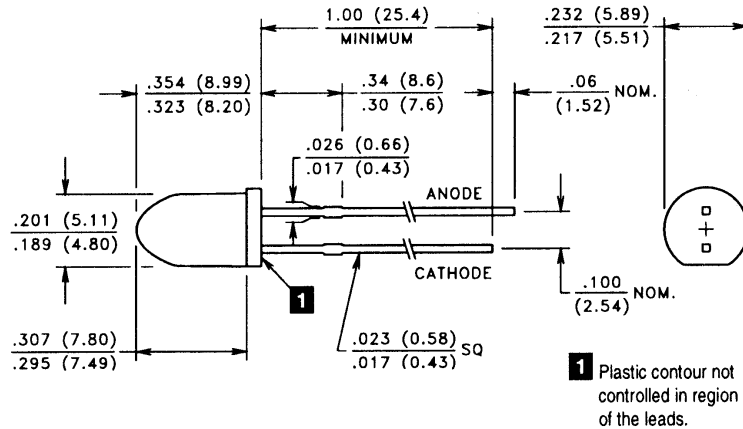 1.00 (25.4)
MINIMUM
.232 (5.89)
.217 (5.51)
.354 (8.99)
.323 (8.20)
.34 (8.6)
.30 (7.6)
.06
(1.52)
NOM.
.026 (0.66)
.017 (0.43)
ANODE
.201 (5.11)
.189 (4.80)
CATHODE
1
.100
(2.54)
NOM.
.307 (7.80)
.295 (7.49)
.023 (0.58)
.017 (0.43)
SQ
1 Plastic contour not
controlled in region
of the leads.